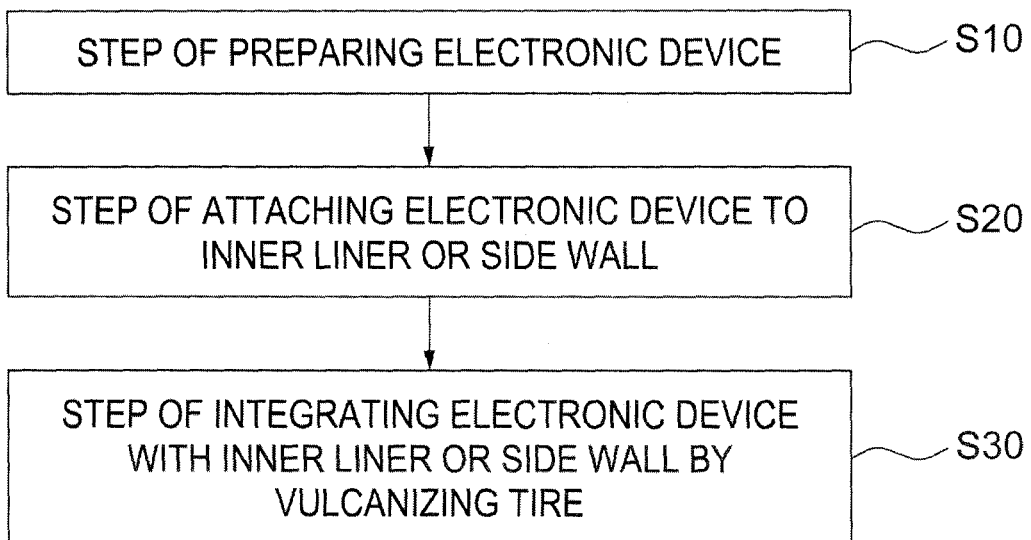 STEP OF PREPARING ELECTRONIC DEVICE
S10
STEP OF ATTACHING ELECTRONIC DEVICE TO
INNER LINER OR SIDE WALL
S20
STEP OF INTEGRATING ELECTRONIC DEVICE
WITH INNER LINER OR SIDE WALL BY
VULCANIZING TIRE
S30